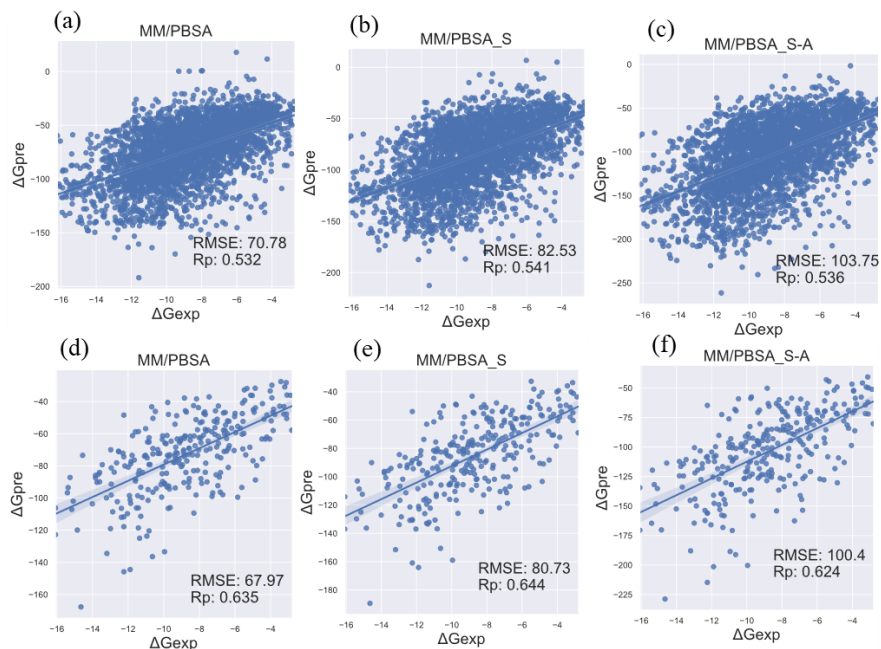 (a)
MM/PBSA
0
−50
−100
−150
−200
ΔGpre
RMSE: 70.78
Rp: 0.532
−16 −14 −12 −10 −8 −6 −4
ΔGexp
(b)
MM/PBSA_S
0
−50
−100
−150
−200
ΔGpre
RMSE: 82.53
Rp: 0.541
−16 −14 −12 −10 −8 −6 −4
ΔGexp
(c)
MM/PBSA_S-A
0
−50
−100
−150
−200
−250
ΔGpre
RMSE: 103.75
Rp: 0.536
−16 −14 −12 −10 −8 −6 −4
ΔGexp
(d)
MM/PBSA
−40
−60
−80
−100
−120
−140
−160
ΔGpre
RMSE: 67.97
Rp: 0.635
−16 −14 −12 −10 −8 −6 −4
ΔGexp
(e)
MM/PBSA_S
−40
−60
−80
−100
−120
−140
−160
−180
ΔGpre
RMSE: 80.73
Rp: 0.644
−16 −14 −12 −10 −8 −6 −4
ΔGexp
(f)
MM/PBSA_S-A
−50
−75
−100
−125
−150
−175
−200
−225
ΔGpre
RMSE: 100.4
Rp: 0.624
−16 −14 −12 −10 −8 −6 −4
ΔGexp